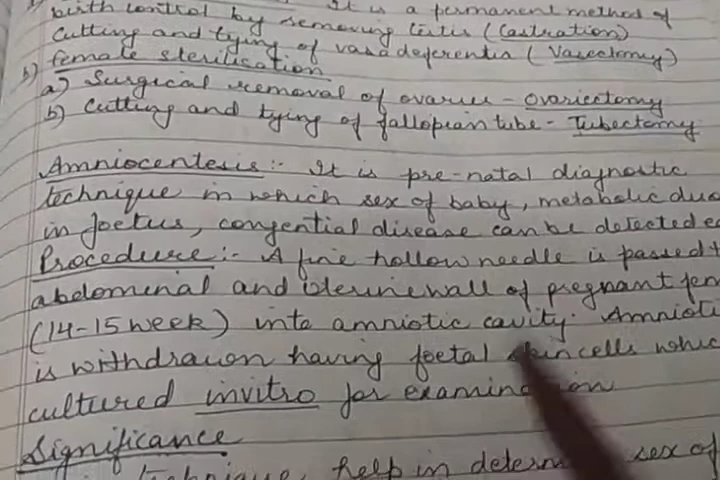 It is a permanent method of
birth control by removing testis (Castration)
Cutting and tying of vasa deferentia (Vasectomy)
b) female sterilication
a) Surgical removal of ovaries - Ovariectomy
b) Cutting and tying of fallopian tube - Tubectomy
Amniocentesis :- It is pre-natal diagnostic
technique in which sex of baby, metabolic
in foetus, congential disease can be detected
Procedure :- A fine hollow needle is passed
abdominal and uterine wall of pregnant
(14-15 week) into amniotic cavity. Amnioti
is withdrawn having foetal skin cells
cultured invitro for examination
Significance
technique help in determ sex of